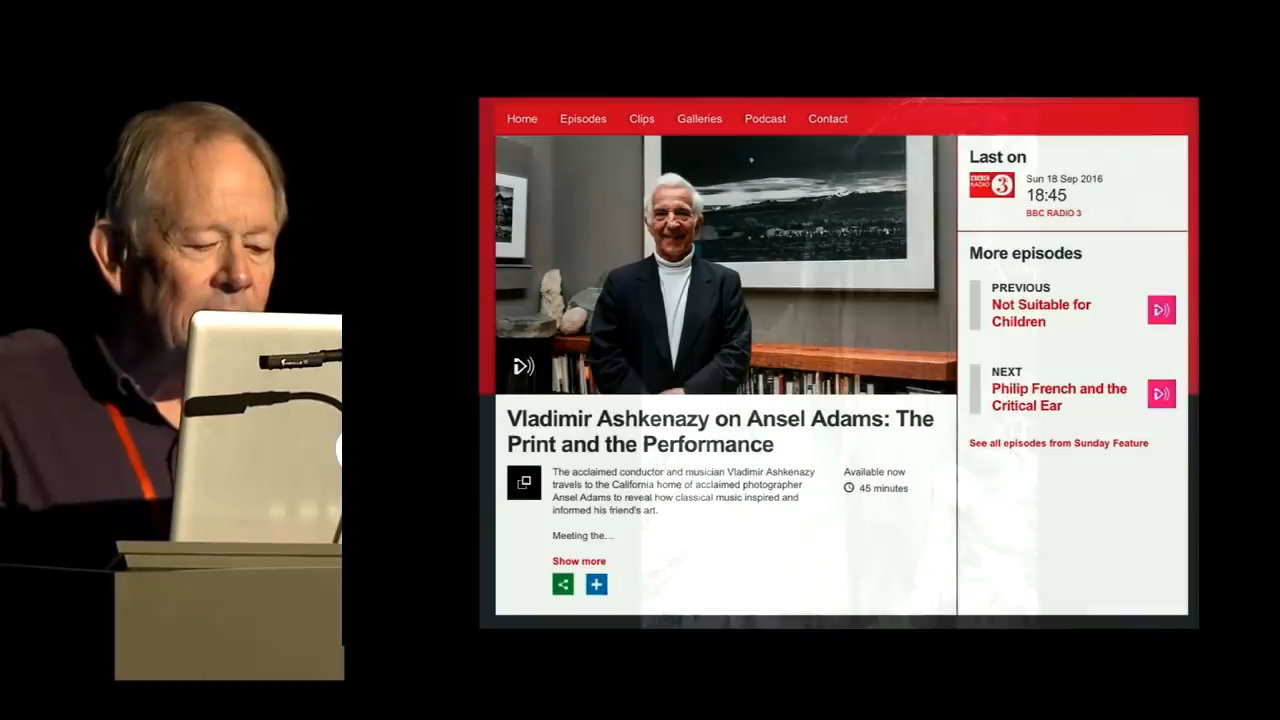 Home Episodes Clips Galleries Podcast Contact
Vladimir Ashkenazy on Ansel Adams: The
Print and the Performance
The acclaimed conductor and musician Vladimir Ashkenazy
travels to the California home of acclaimed photographer
Ansel Adams to reveal how classical music inspired and
informed his friend's art.
Meeting the...
Show more
Available now
45 minutes
Last on
BBC
RADIO 3
Sun 18 Sep 2016
18:45
BBC RADIO 3
More episodes
PREVIOUS
Not Suitable for
Children
NEXT
Philip French and the
Critical Ear
See all episodes from Sunday Feature